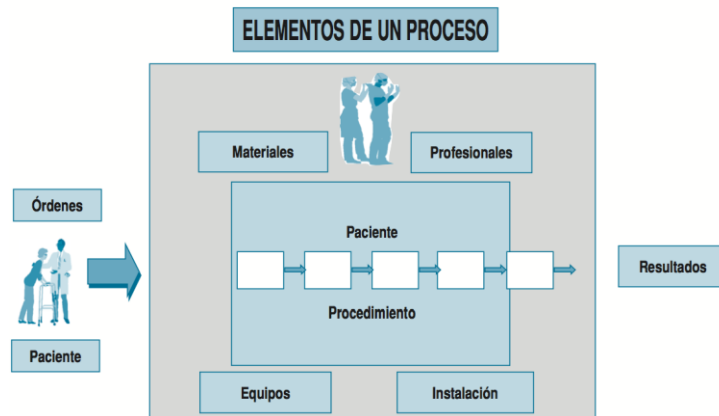 ELEMENTOS DE UN PROCESO
Materiales
Profesionales
Órdenes
Paciente
Paciente
Procedimiento
Resultados
Equipos
Instalación